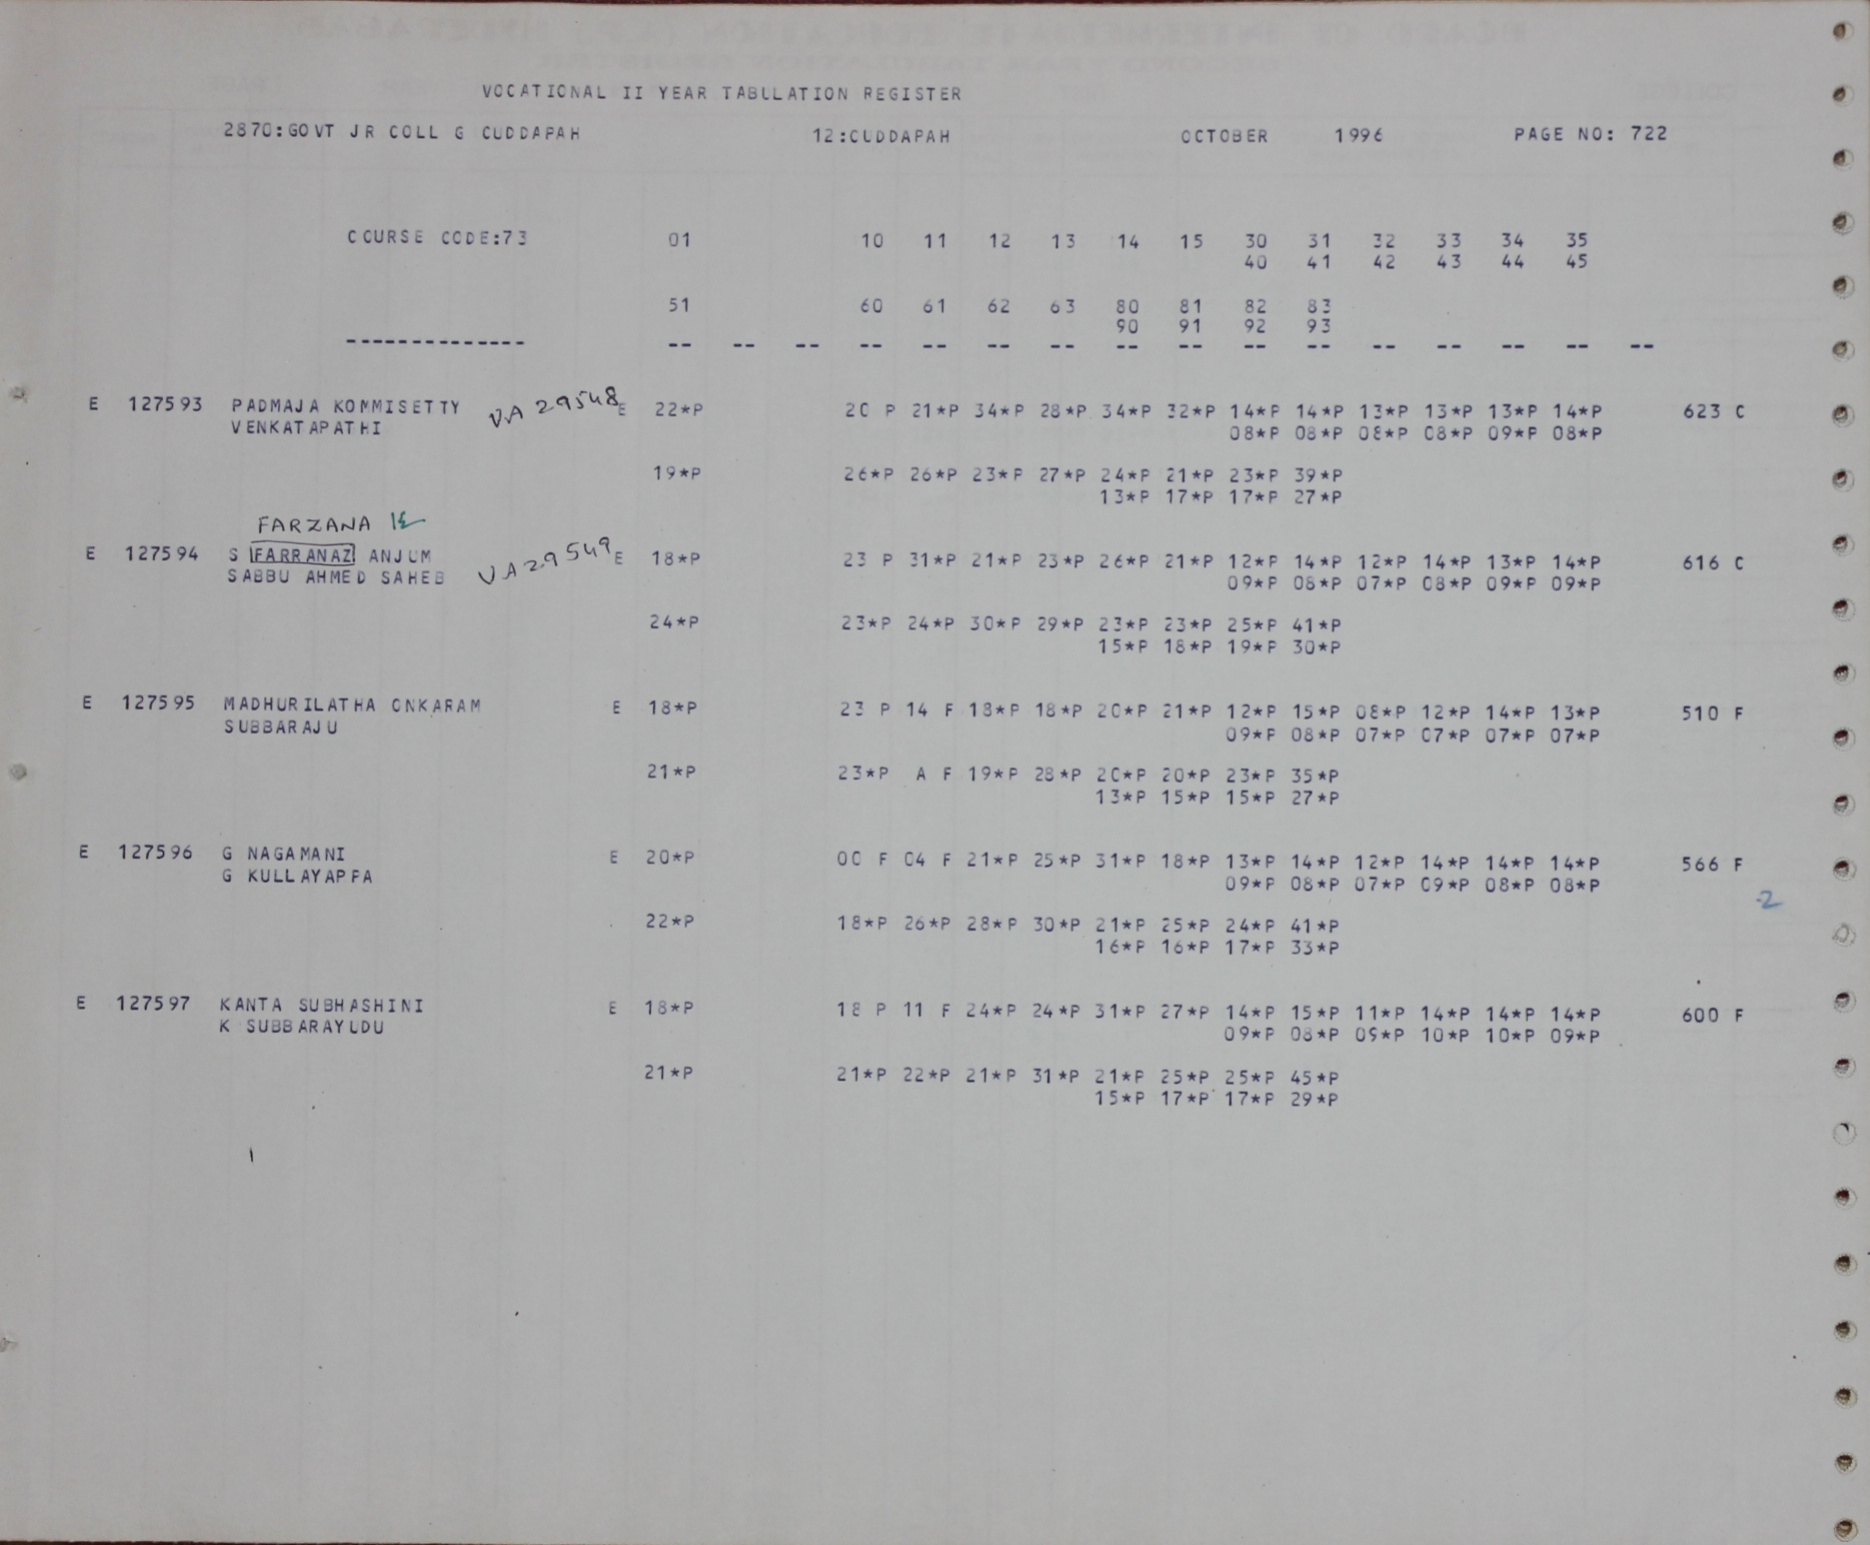 VOCATIONAL II YEAR TABULATION REGISTER
2870:GOVT JR COLL G CUDDAPAH 12:CUDDAPAH OCTOBER 1996 PAGE NO: 722
COURSE CODE:73 01 10 11 12 13 14 15 30 31 32 33 34 35
40 41 42 43 44 45
51 60 61 62 63 80 81 82 83
90 91 92 93
-------------- -- -- -- -- -- -- -- -- -- -- -- -- -- -- -- --
E 127593 PADMAJA KOMMISETTY VA 29548 E 22*P 20 P 21*P 34*P 28*P 34*P 32*P 14*P 14*P 13*P 13*P 13*P 14*P 623 C
VENKATAPATHI 08*P 08*P 08*P 08*P 09*P 08*P
19*P 26*P 26*P 23*P 27*P 24*P 21*P 23*P 39*P
13*P 17*P 17*P 27*P
FARZANA
E 127594 S FARRANAZ ANJUM VA29549 E 18*P 23 P 31*P 21*P 23*P 26*P 21*P 12*P 14*P 12*P 14*P 13*P 14*P 616 C
SABBU AHMED SAHEB 09*P 08*P 07*P 08*P 09*P 09*P
24*P 23*P 24*P 30*P 29*P 23*P 23*P 25*P 41*P
15*P 18*P 19*P 30*P
E 127595 MADHURILATHA ONKARAM E 18*P 23 P 14 F 18*P 18*P 20*P 21*P 12*P 15*P 08*P 12*P 14*P 13*P 510 F
SUBBARAJU 09*P 08*P 07*P 07*P 07*P 07*P
21*P 23*P A F 19*P 28*P 20*P 20*P 23*P 35*P
13*P 15*P 15*P 27*P
E 127596 G NAGAMANI E 20*P 00 F 04 F 21*P 25*P 31*P 18*P 13*P 14*P 12*P 14*P 14*P 14*P 566 F
G KULLAYAPPA 09*P 08*P 07*P 09*P 08*P 08*P
2
22*P 18*P 26*P 28*P 30*P 21*P 25*P 24*P 41*P
16*P 16*P 17*P 33*P
E 127597 KANTA SUBHASHINI E 18*P 18 P 11 F 24*P 24*P 31*P 27*P 14*P 15*P 11*P 14*P 14*P 14*P 600 F
K SUBBARAYUDU 09*P 08*P 09*P 10*P 10*P 09*P
21*P 21*P 22*P 21*P 31*P 21*P 25*P 25*P 45*P
15*P 17*P 17*P 29*P